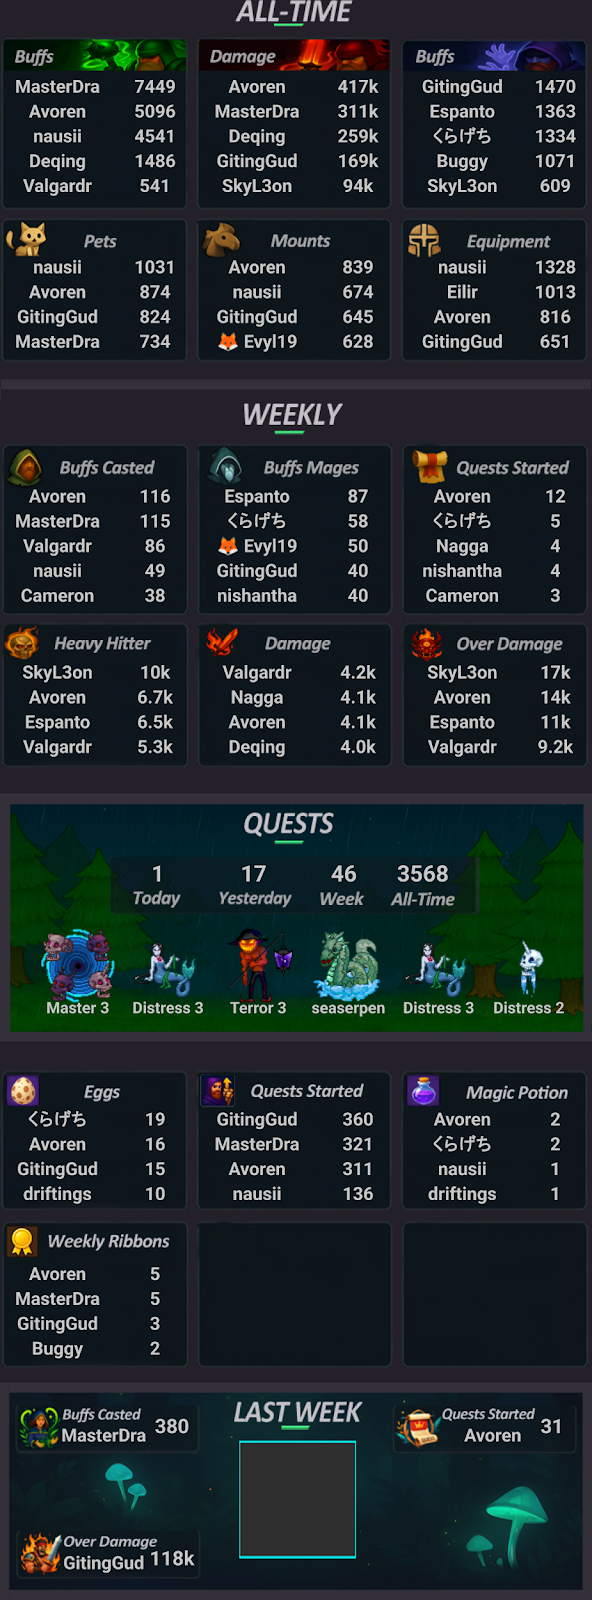 ALL-TIME
Buffs
MasterDra 7449
Avoren 5096
nausii 4541
Deqing 1486
Valgardr 541
Damage
Avoren 417k
MasterDra 311k
Deqing 259k
GitingGud 169k
SkyL3on 94k
Buffs
GitingGud 1470
Espanto 1363
くらげち 1334
Buggy 1071
SkyL3on 609
Pets
nausii 1031
Avoren 874
GitingGud 824
MasterDra 734
Mounts
Avoren 839
nausii 674
GitingGud 645
🦊 Evyl19 628
Equipment
nausii 1328
Eilir 1013
Avoren 816
GitingGud 651
WEEKLY
Buffs Casted
Avoren 116
MasterDra 115
Valgardr 86
nausii 49
Cameron 38
Buffs Mages
Espanto 87
くらげち 58
🦊 Evyl19 50
GitingGud 40
nishantha 40
Quests Started
Avoren 12
くらげち 5
Nagga 4
nishantha 4
Cameron 3
Heavy Hitter
SkyL3on 10k
Avoren 6.7k
Espanto 6.5k
Valgardr 5.3k
Damage
Valgardr 4.2k
Nagga 4.1k
Avoren 4.1k
Deqing 4.0k
Over Damage
SkyL3on 17k
Avoren 14k
Espanto 11k
Valgardr 9.2k
QUESTS
1 17 46 3568
Today Yesterday Week All-Time
Master 3 Distress 3 Terror 3 seaserpen Distress 3 Distress 2
Eggs
くらげち 19
Avoren 16
GitingGud 15
driftings 10
Quests Started
GitingGud 360
MasterDra 321
Avoren 311
nausii 136
Magic Potion
Avoren 2
くらげち 2
nausii 1
driftings 1
Weekly Ribbons
Avoren 5
MasterDra 5
GitingGud 3
Buggy 2
LAST WEEK
Buffs Casted
MasterDra 380
Quests Started
Avoren 31
Over Damage
GitingGud 118k